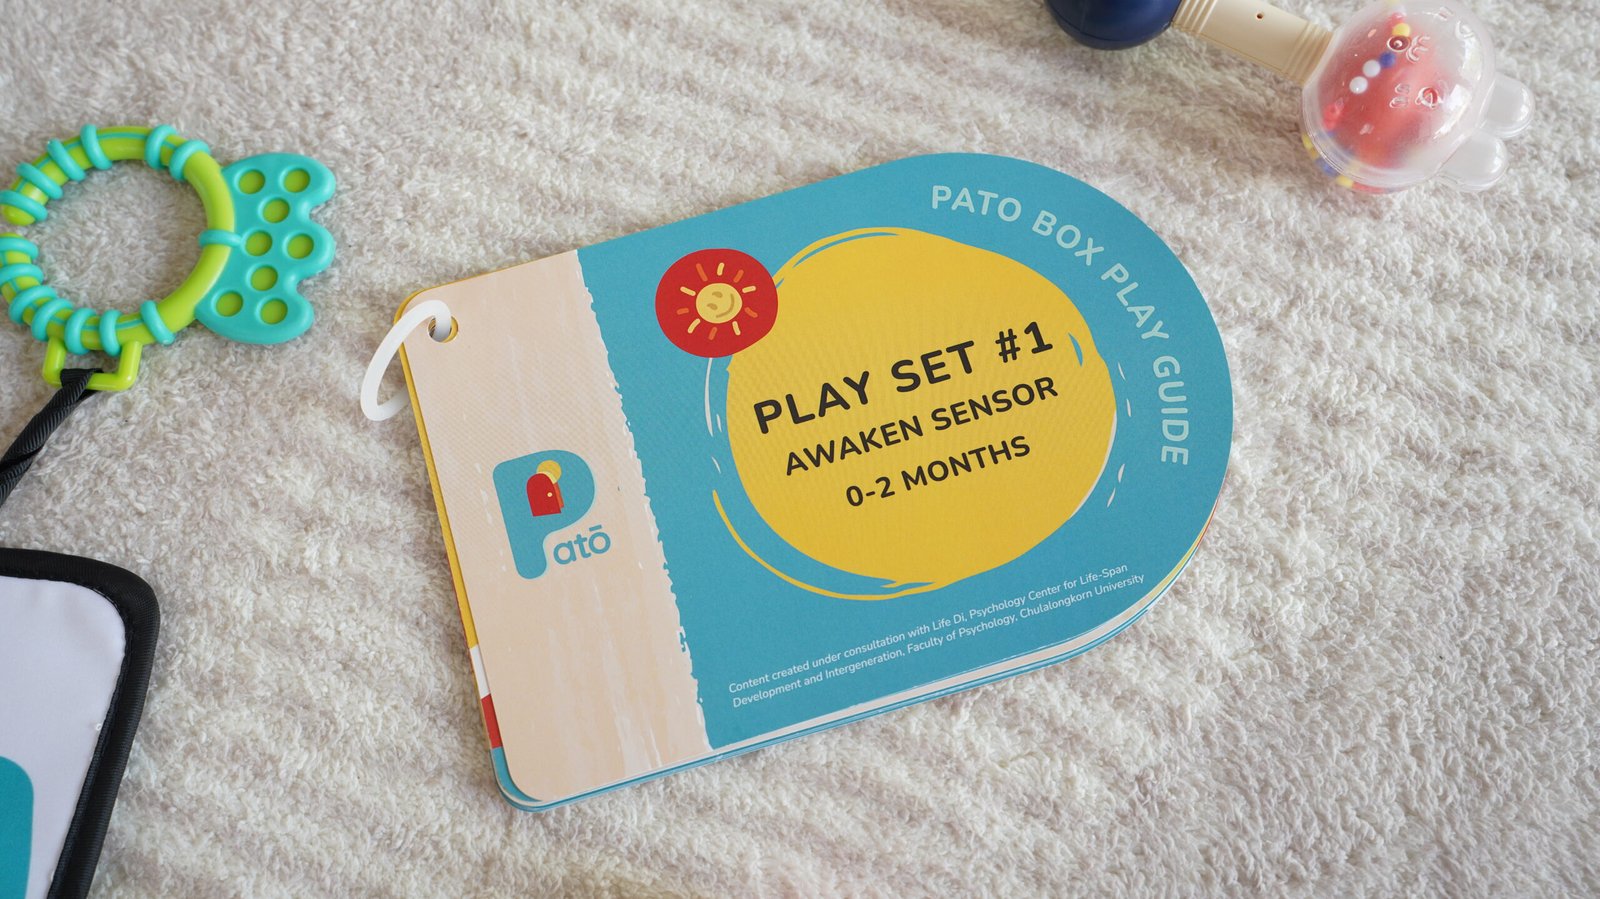 PATO BOX PLAY GUIDE
PLAY SET #1
AWAKEN SENSOR
0-2 MONTHS
Patō
Content created under consultation with Life Di, Psychology Center for Life-Span
Development and Intergeneration, Faculty of Psychology, Chulalongkorn University